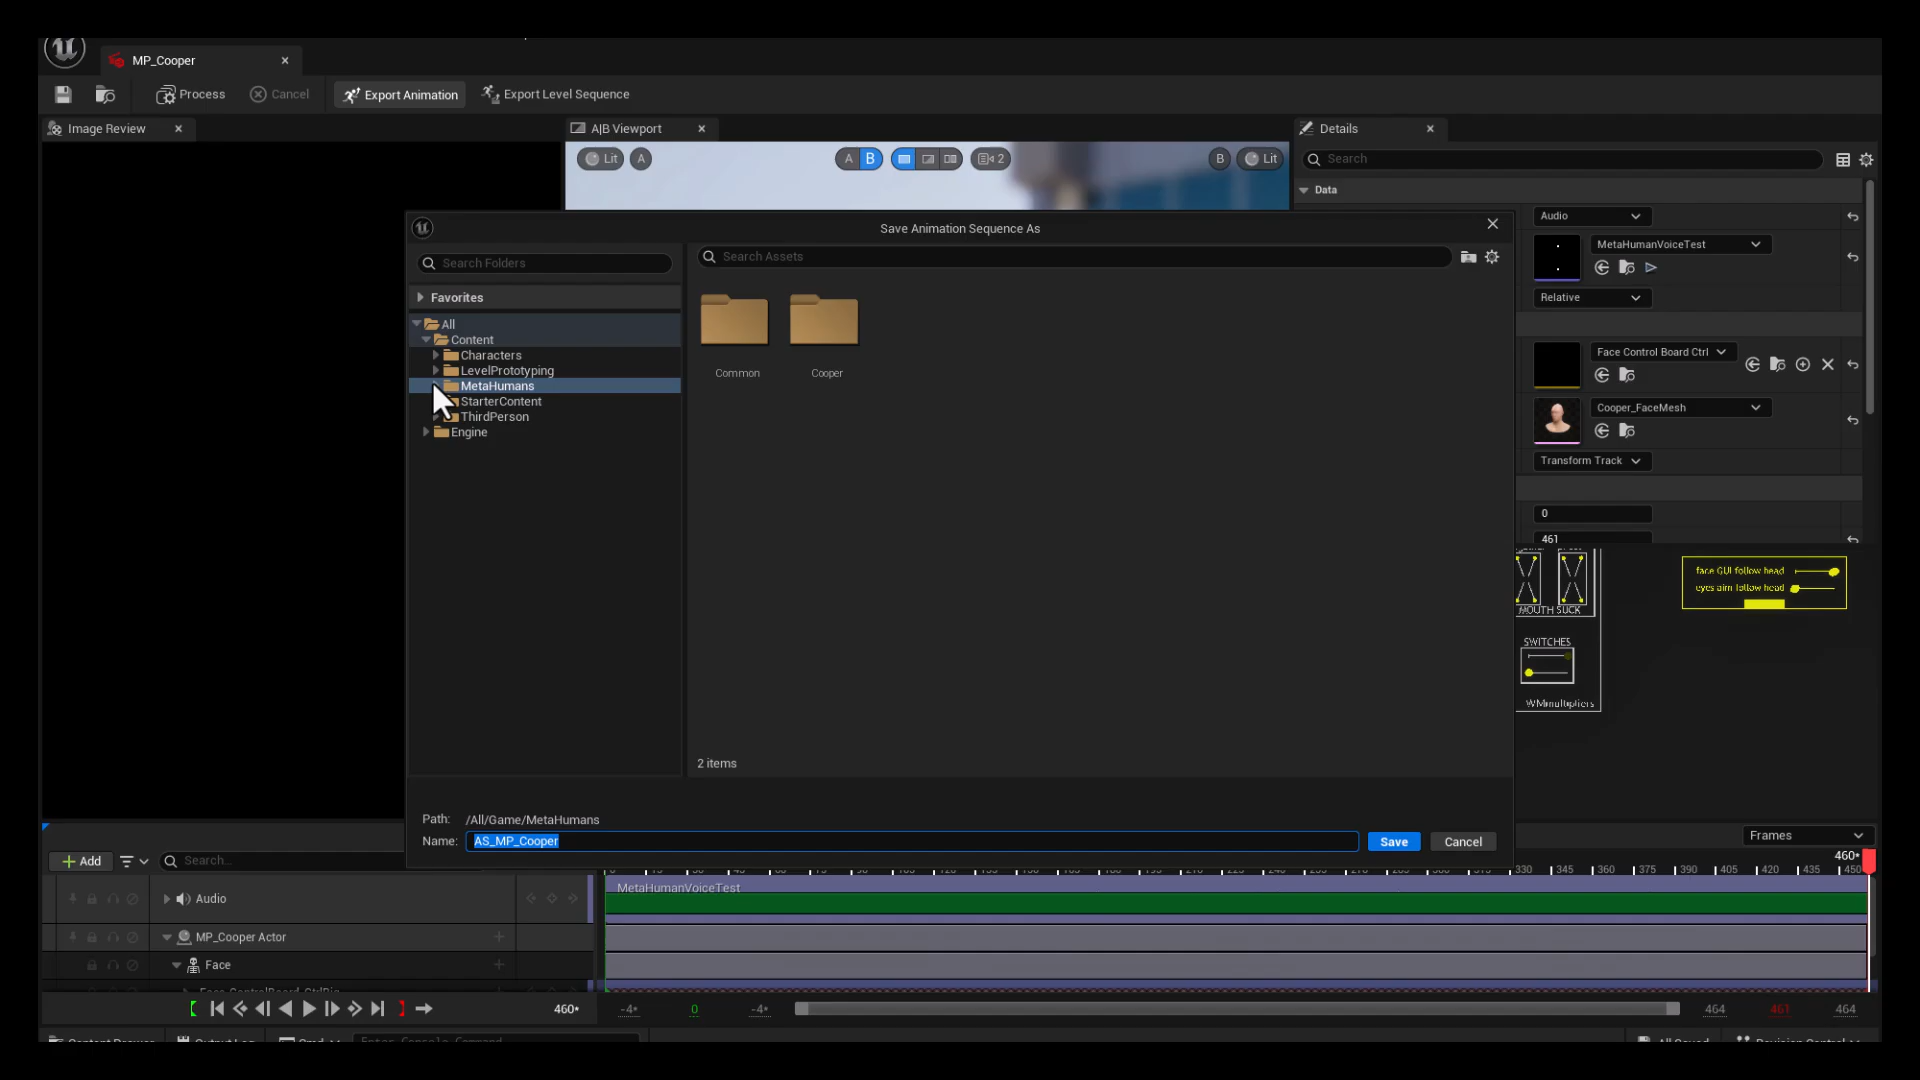 MP_Cooper
Process
Cancel
Export Animation
Export Level Sequence
Image Review
A|B Viewport
Details
Lit
A
A
B
2
B
Lit
Search
Data
Save Animation Sequence As
Search Folders
Search Assets
Favorites
All
Content
Characters
LevelPrototyping
MetaHumans
StarterContent
ThirdPerson
Engine
Common
Cooper
2 items
Path:
/All/Game/MetaHumans
Name:
AS_MP_Cooper
Save
Cancel
Audio
MetaHumanVoiceTest
Relative
Face Control Board Ctrl
Cooper_FaceMesh
Transform Track
0
461
face GUI follow head
eyes aim follow head
MOUTH SUCK
SWITCHES
WMmultipliers
Frames
Add
Search...
460*
330 345 360 375 390 405 420 435 450
Audio
MetaHumanVoiceTest
MP_Cooper Actor
Face
460*
-4*
0
-4*
464
461
464